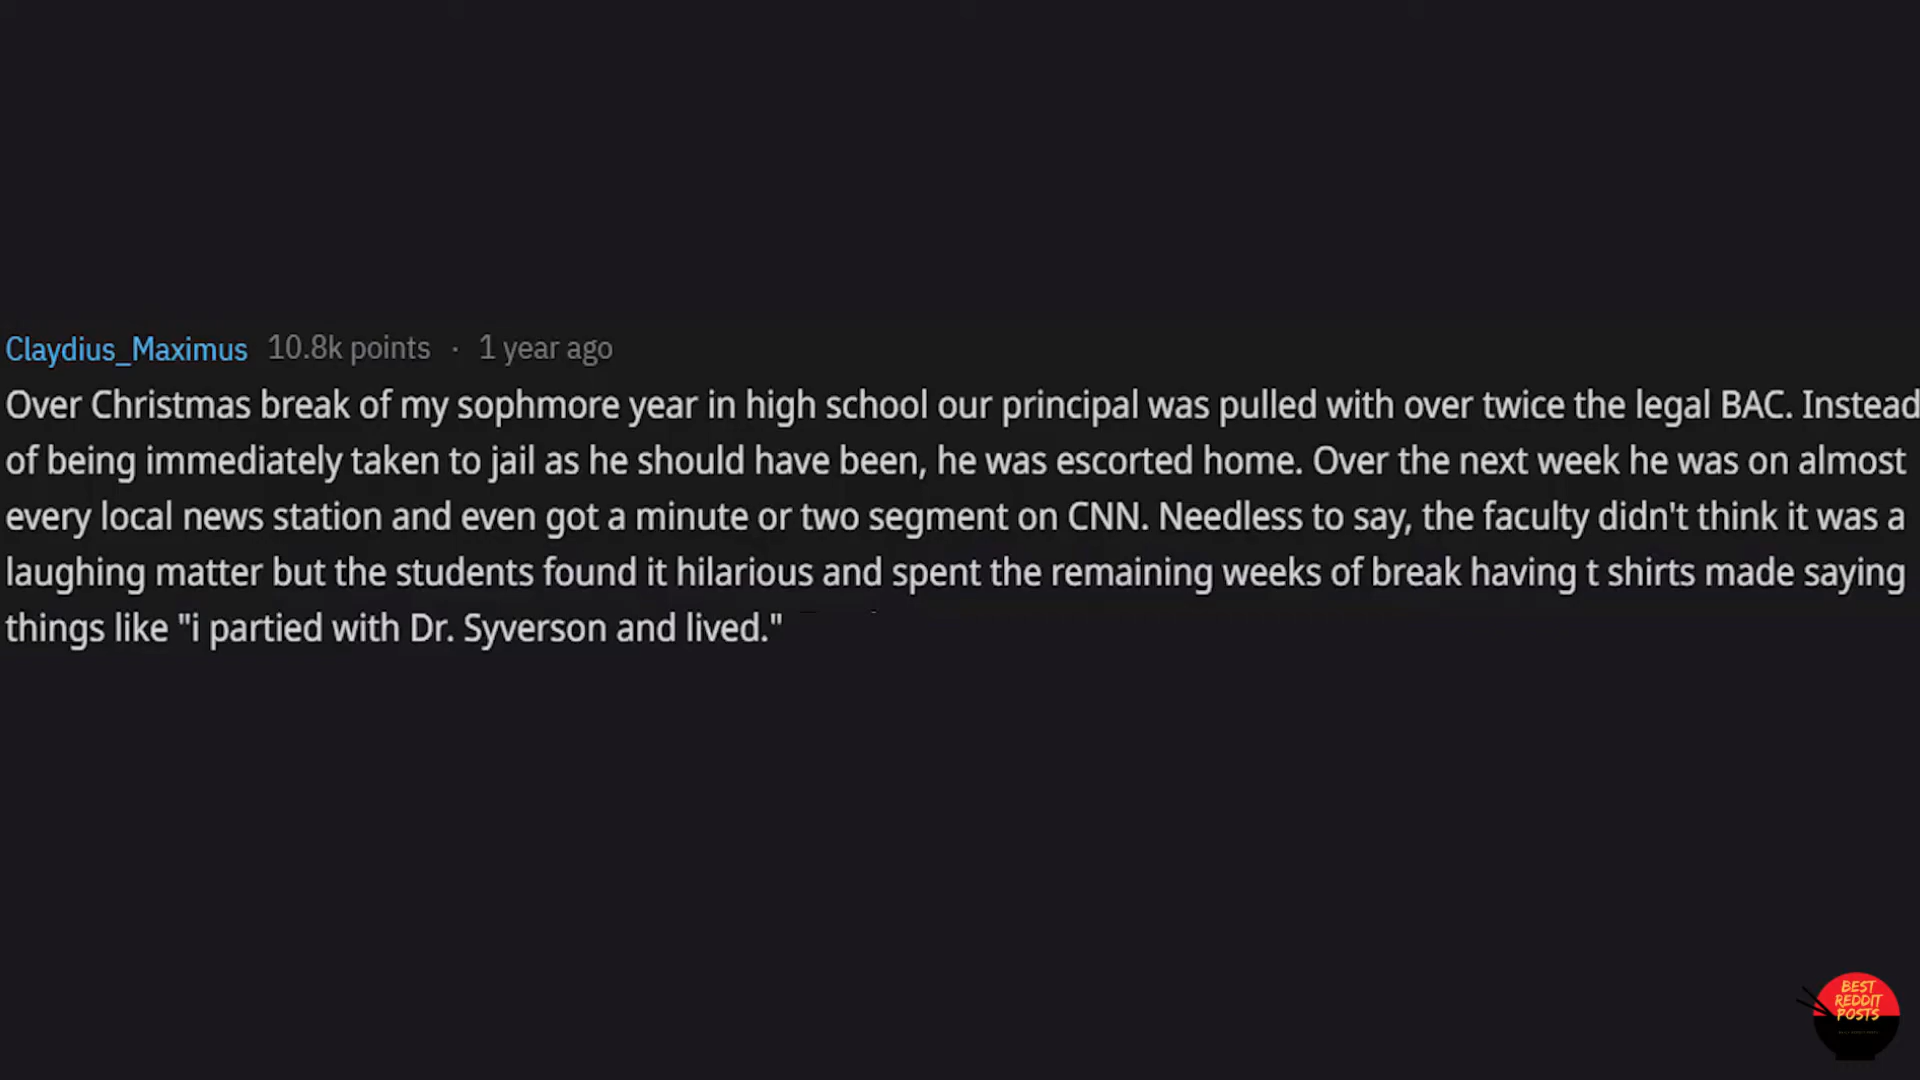 Claydius_Maximus 10.8k points · 1 year ago
Over Christmas break of my sophmore year in high school our principal was pulled with over twice the legal BAC. Instead
of being immediately taken to jail as he should have been, he was escorted home. Over the next week he was on almost
every local news station and even got a minute or two segment on CNN. Needless to say, the faculty didn't think it was a
laughing matter but the students found it hilarious and spent the remaining weeks of break having t shirts made saying
things like "i partied with Dr. Syverson and lived."
BEST
REDDIT
POSTS